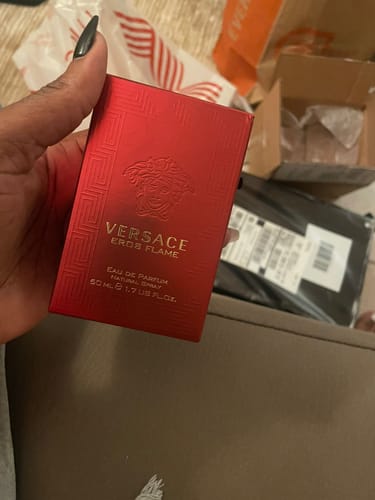 VERSACE
EROS FLAME
EAU DE PARFUM
NATURAL SPRAY
50 ML ℮ 1.7 US FL.OZ.